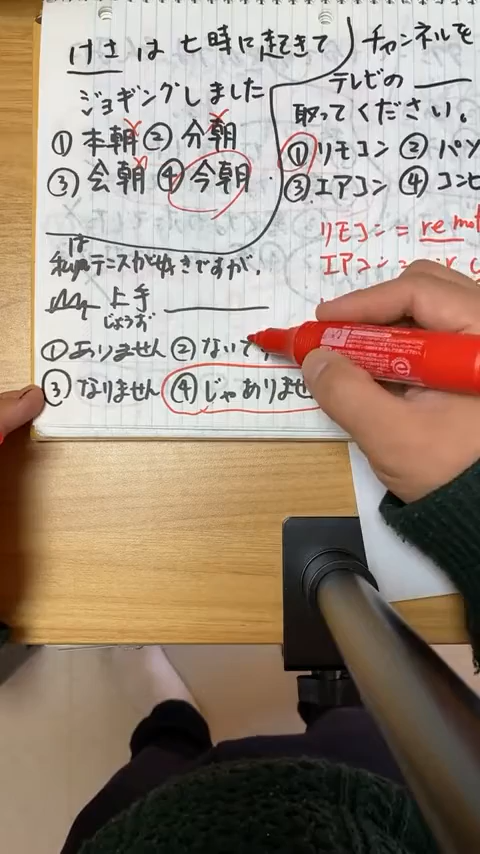 けさは七時に起きて
ジョギングしました
①本朝 ②分朝
③会朝 ④今朝
チャンネルを
テレビの
取ってください。
①リモコン ②パソ
③エアコン ④コンビ
リモコン = remot
エアコン = air c
私はテニスが好きですが、
上手
じょうず
①ありません ②ないで
③なりません ④じゃありませ